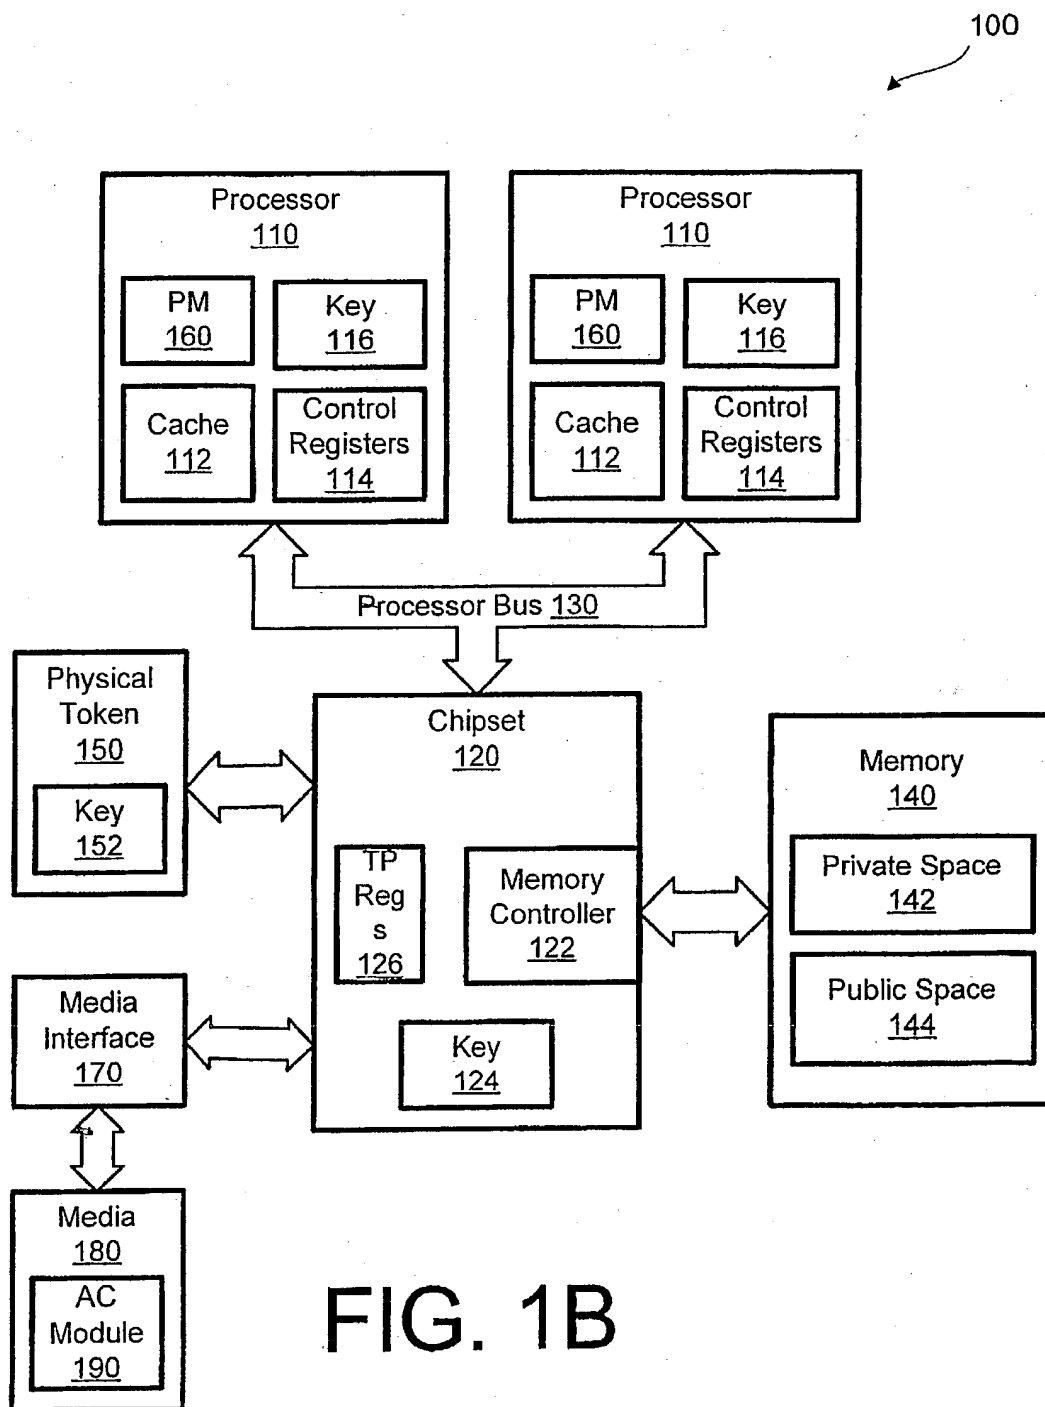 100
Processor
110
PM
160
Key
116
Cache
112
Control
Registers
114
Processor
110
PM
160
Key
116
Cache
112
Control
Registers
114
Processor Bus 130
Physical
Token
150
Key
152
Chipset
120
TP
Reg
s
126
Memory
Controller
122
Key
124
Memory
140
Private Space
142
Public Space
144
Media
Interface
170
Media
180
AC
Module
190
FIG. 1B